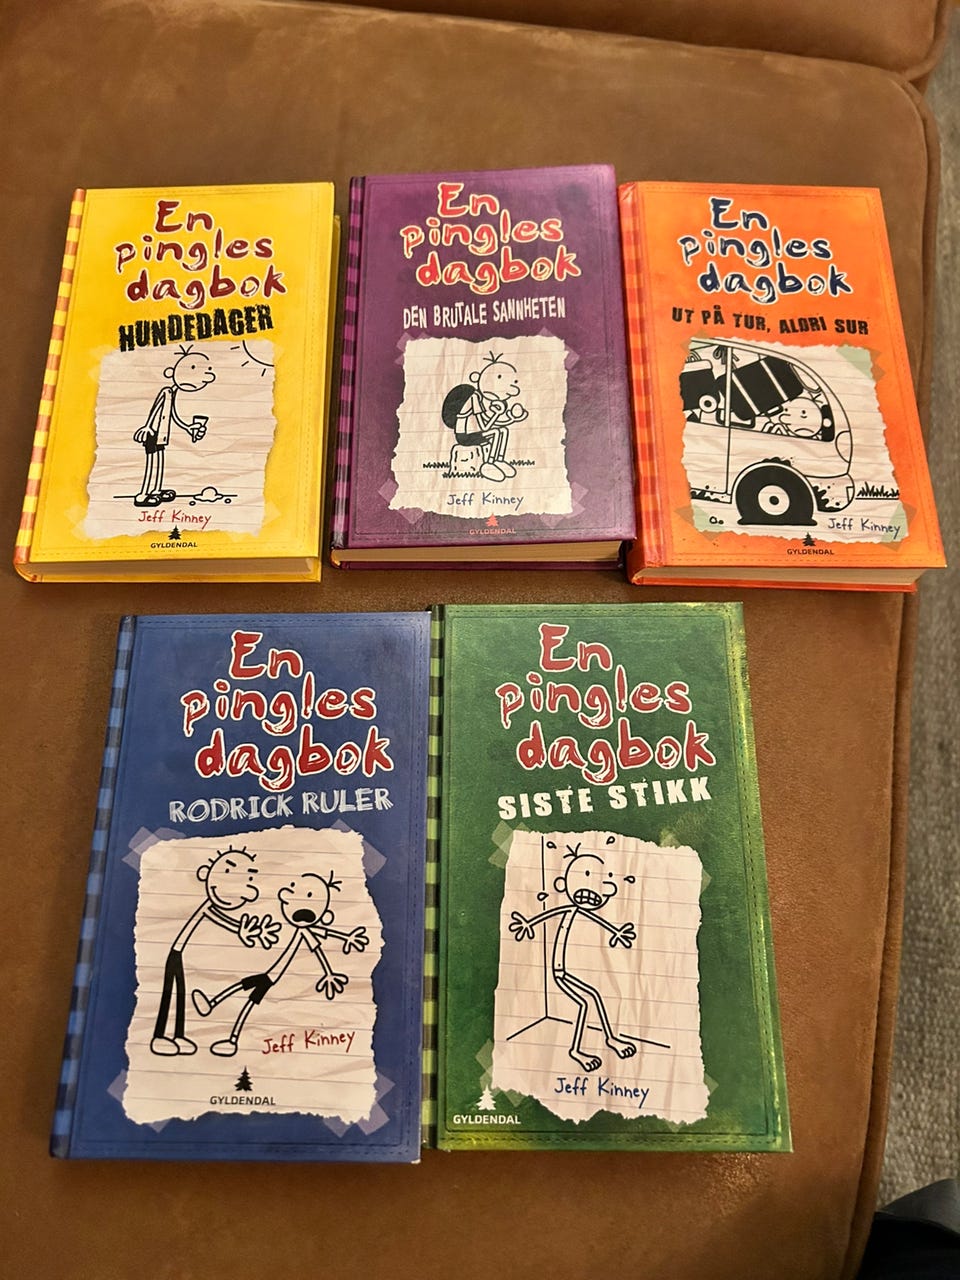 En
pingles
dagbok
HUNDEDAGER
Jeff Kinney
GYLDENDAL
En
pingles
dagbok
DEN BRUTALE SANNHETEN
Jeff Kinney
GYLDENDAL
En
pingles
dagbok
UT PÅ TUR, ALDRI SUR
Jeff Kinney
GYLDENDAL
En
pingles
dagbok
RODRICK RULER
Jeff Kinney
GYLDENDAL
En
pingles
dagbok
SISTE STIKK
Jeff Kinney
GYLDENDAL